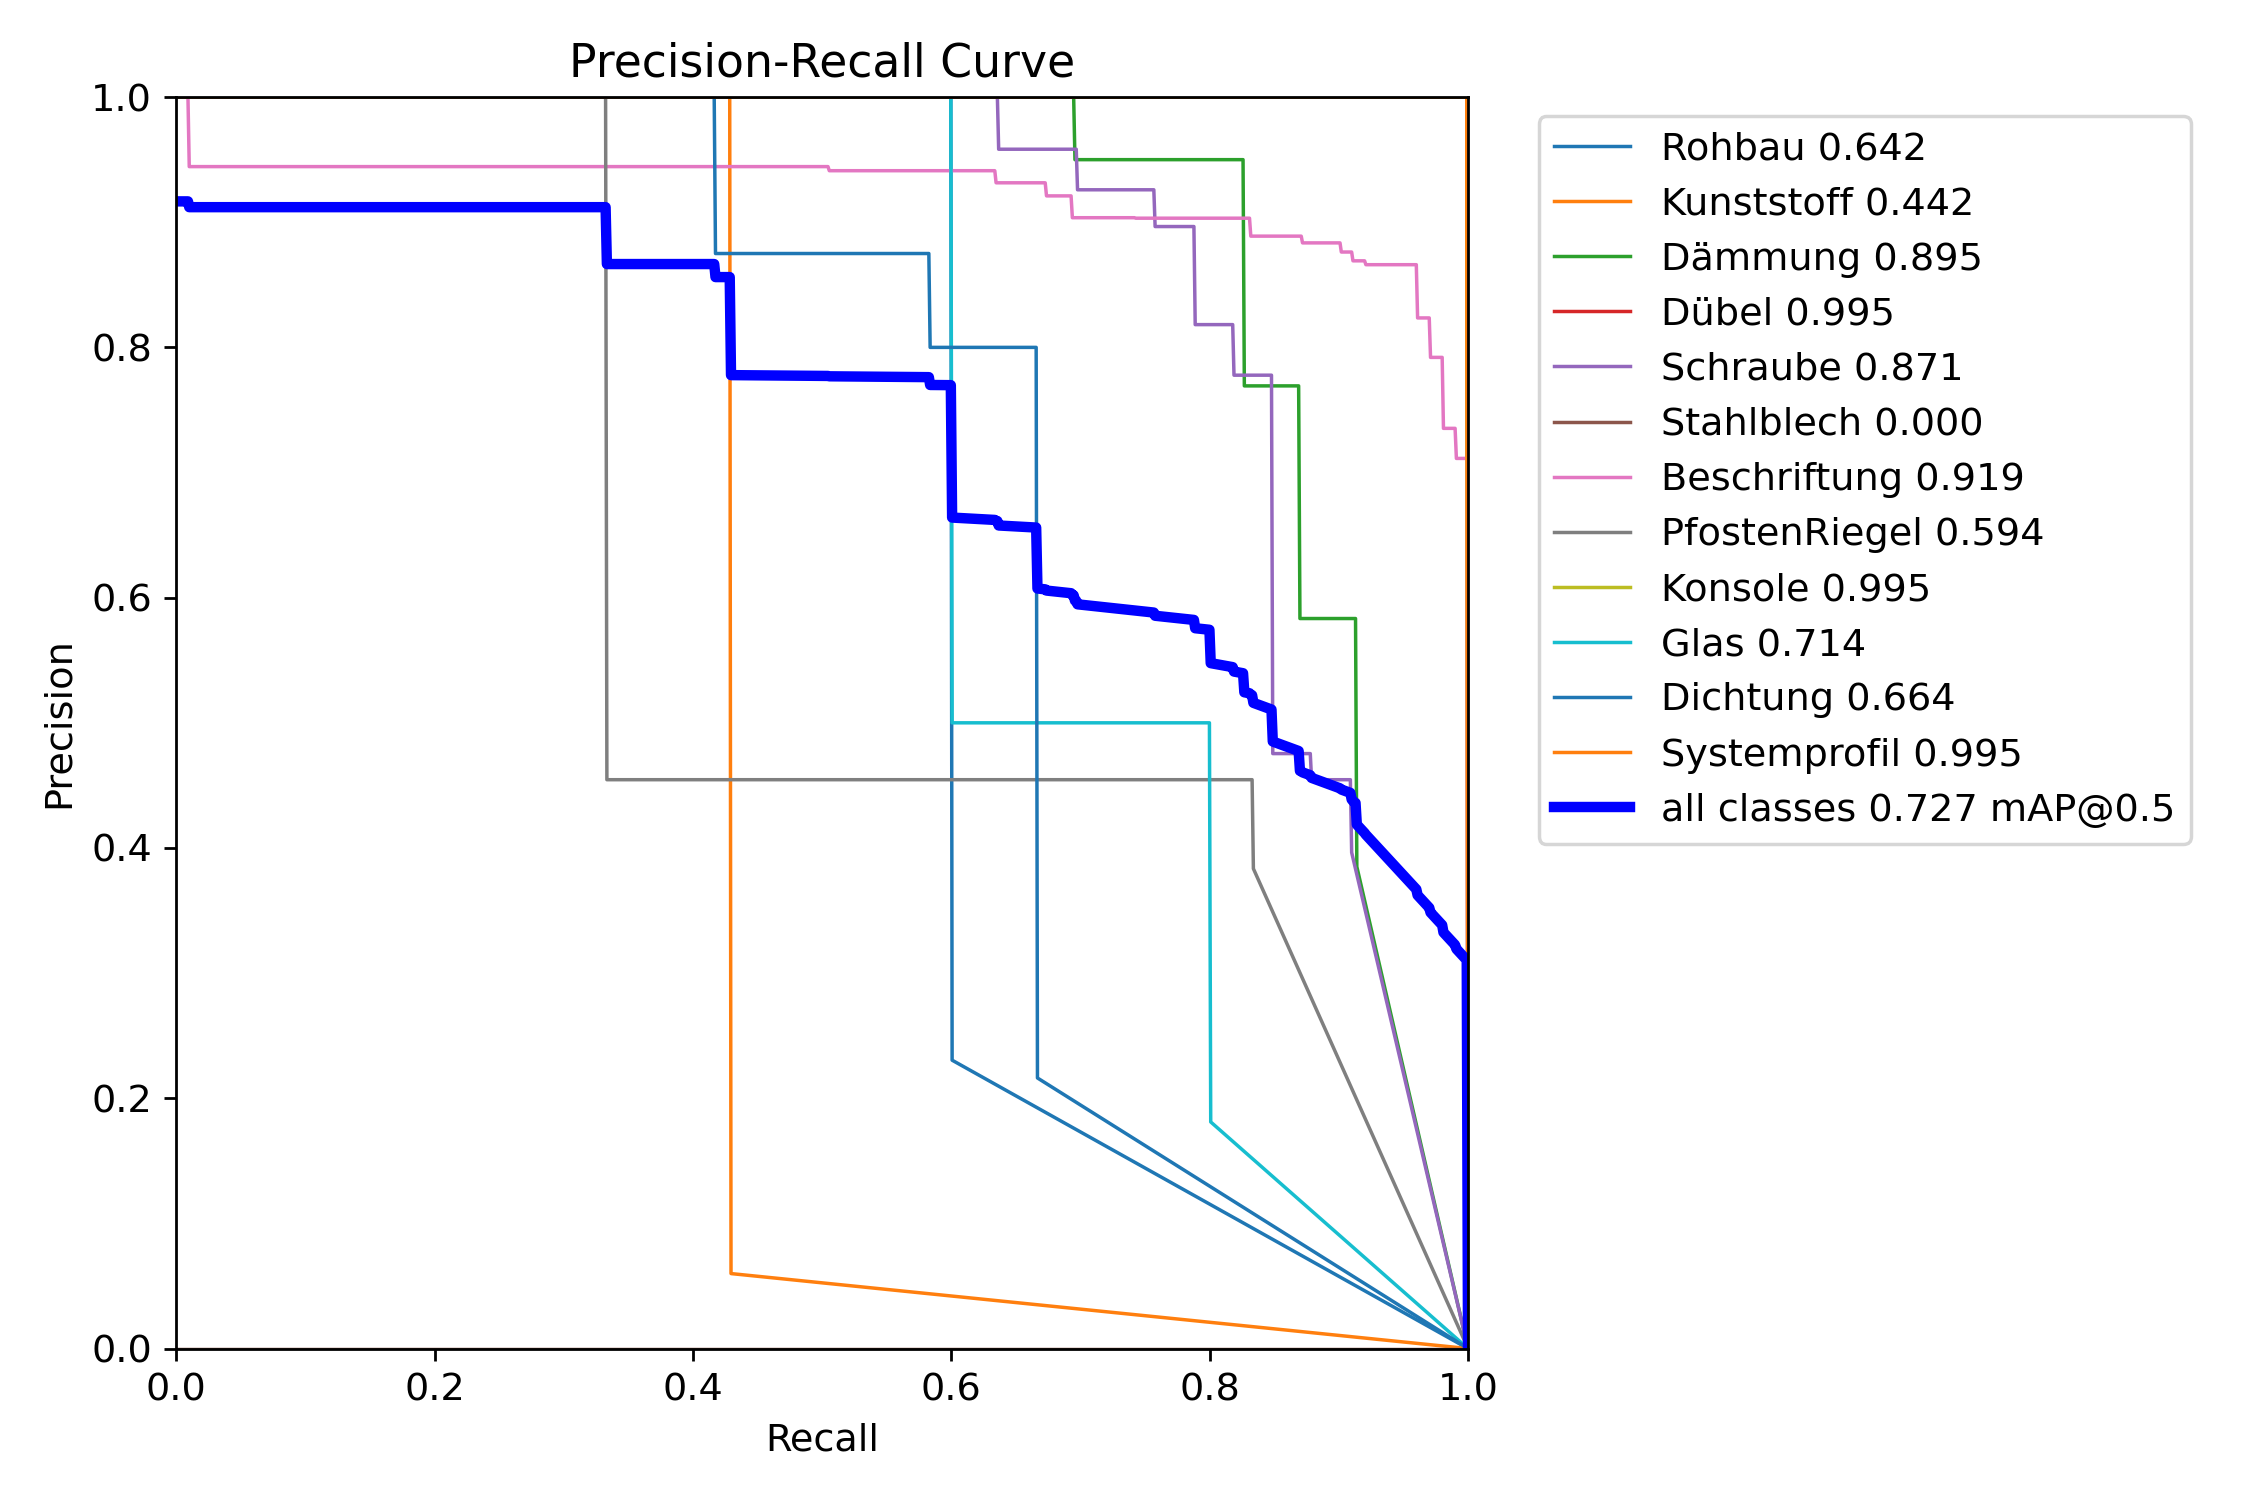 Precision-Recall Curve
1.0
0.8
0.6
0.4
0.2
0.0
Precision
0.0 0.2 0.4 0.6 0.8 1.0
Recall
Rohbau 0.642
Kunststoff 0.442
Dämmung 0.895
Dübel 0.995
Schraube 0.871
Stahlblech 0.000
Beschriftung 0.919
PfostenRiegel 0.594
Konsole 0.995
Glas 0.714
Dichtung 0.664
Systemprofil 0.995
all classes 0.727 mAP@0.5